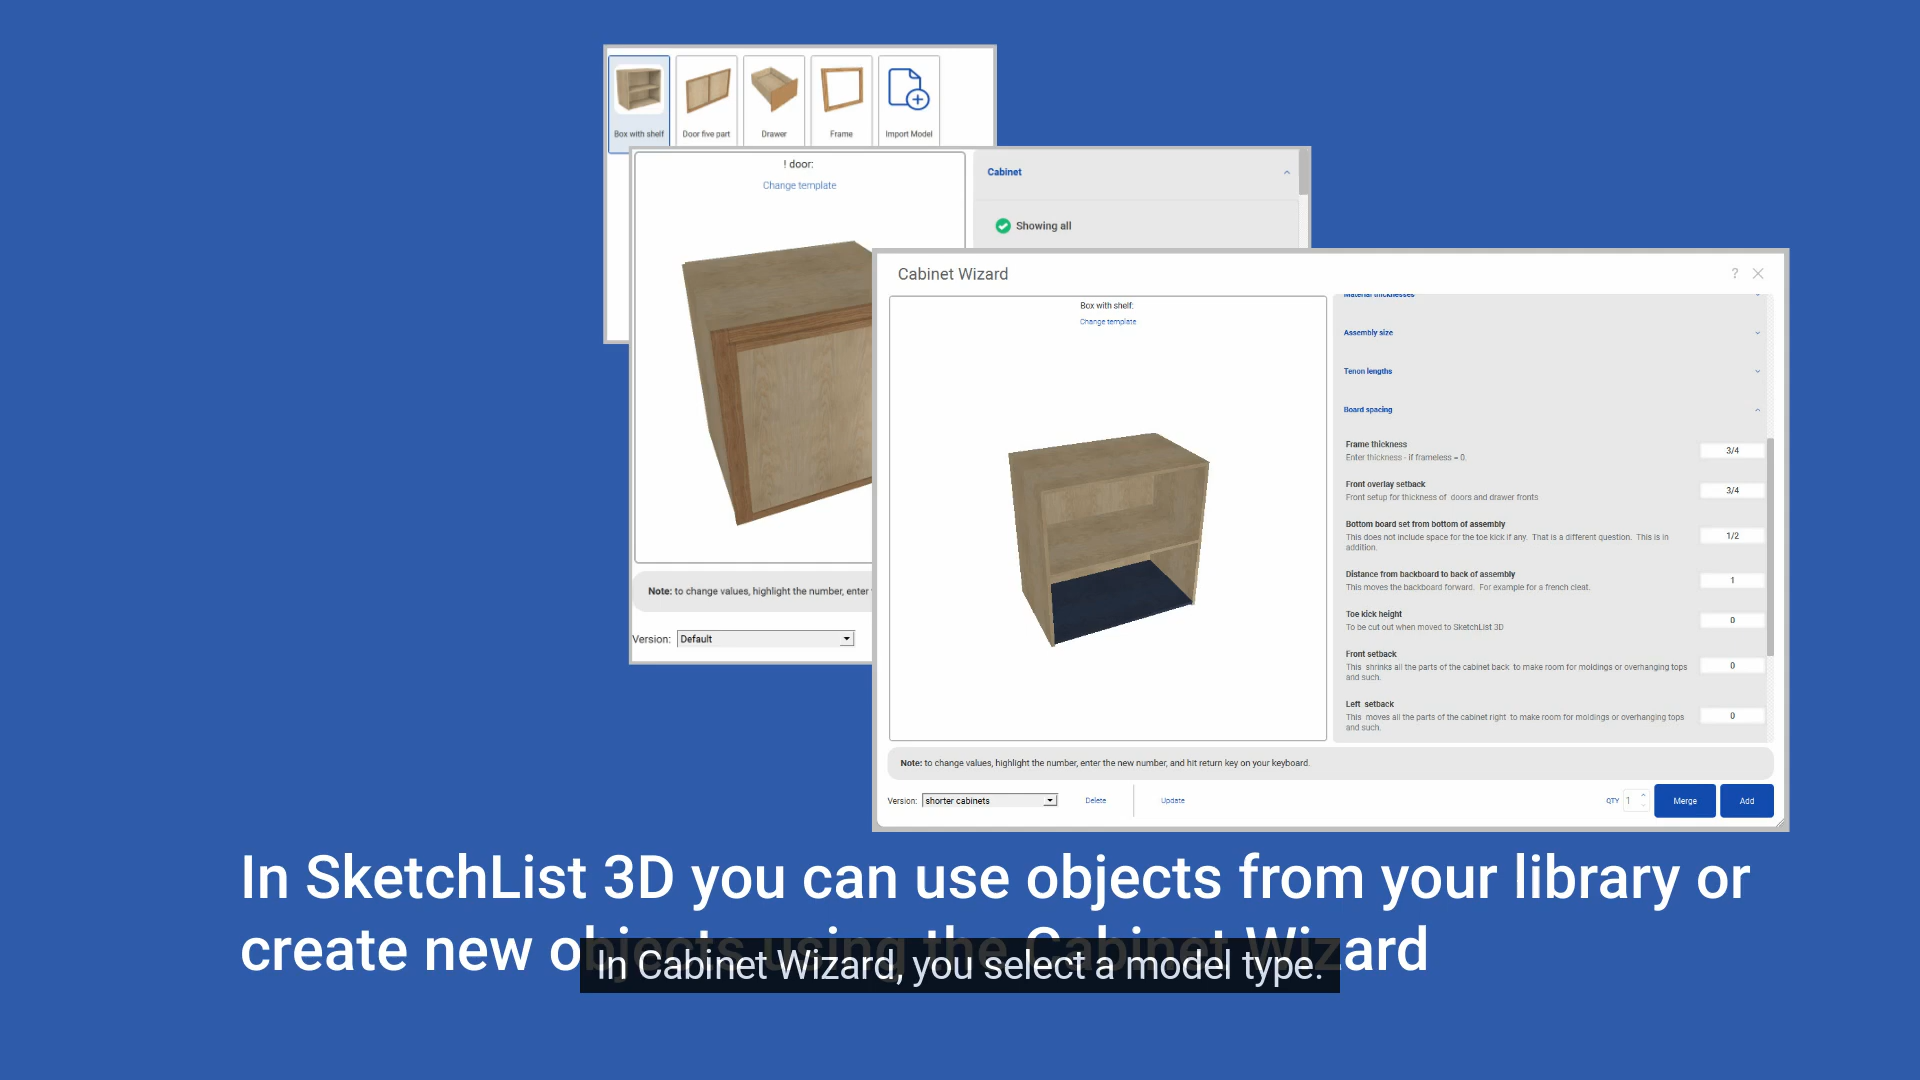 Box with shelf
Door five part
Drawer
Frame
Import Model
! door:
Change template
Cabinet
Showing all
Note: to change values, highlight the number, enter
Version: Default
Cabinet Wizard
?
Box with shelf:
Change template
Material thicknesses
Assembly size
Tenon lengths
Board spacing
Frame thickness
Enter thickness - if frameless = 0.
3/4
Front overlay setback
Front setup for thickness of doors and drawer fronts
3/4
Bottom board set from bottom of assembly
This does not include space for the toe kick if any. That is a different question. This is in
addition.
1/2
Distance from backboard to back of assembly
This moves the backboard forward. For example for a french cleat.
1
Toe kick height
To be cut out when moved to SketchList 3D
0
Front setback
This shrinks all the parts of the cabinet back to make room for moldings or overhanging tops
and such.
0
Left setback
This moves all the parts of the cabinet right to make room for moldings or overhanging tops
and such.
0
Note: to change values, highlight the number, enter the new number, and hit return key on your keyboard.
Version: shorter cabinets
Delete
Update
QTY 1
Merge
Add
In SketchList 3D you can use objects from your library or
create new objects using the Cabinet Wizard
In Cabinet Wizard, you select a model type.